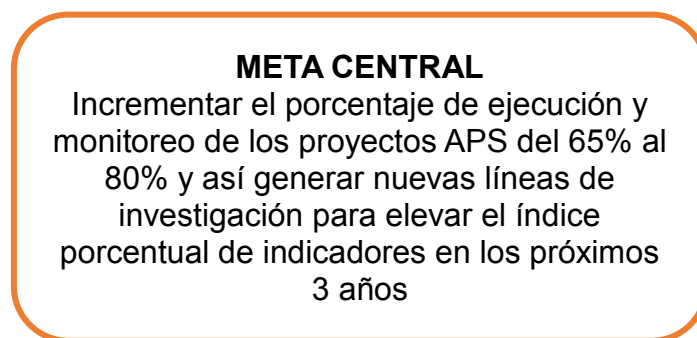 META CENTRAL
Incrementar el porcentaje de ejecución y
monitoreo de los proyectos APS del 65% al
80% y así generar nuevas líneas de
investigación para elevar el índice
porcentual de indicadores en los próximos
3 años